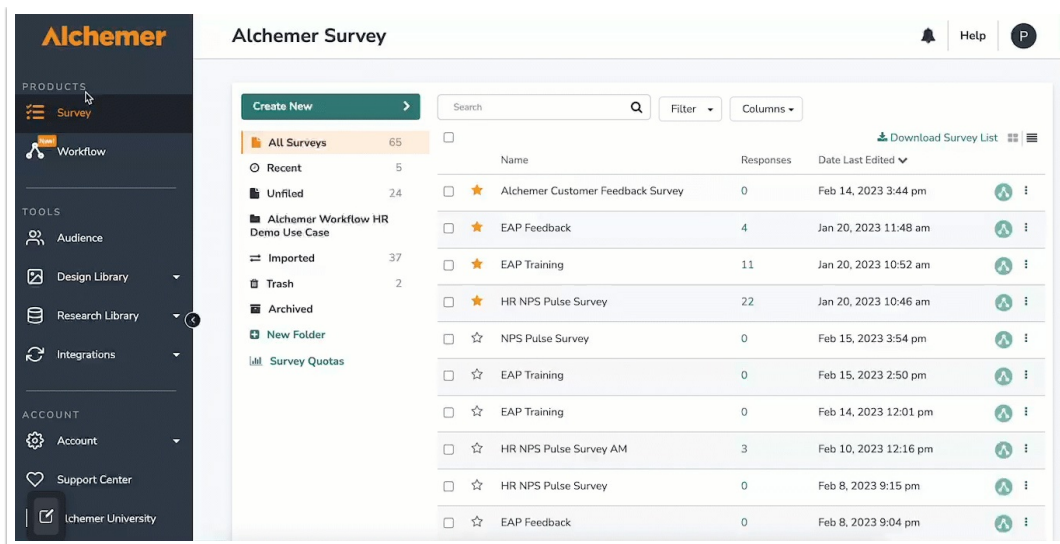 Alchemer
Alchemer Survey
Help
P
PRODUCTS
Survey
New!
Workflow
TOOLS
Audience
Design Library
Research Library
Integrations
ACCOUNT
Account
Support Center
lchemer University
Create New
All Surveys 65
Recent 5
Unfiled 24
Alchemer Workflow HR
Demo Use Case
Imported 37
Trash 2
Archived
New Folder
Survey Quotas
Search
Filter
Columns
Download Survey List
Name Responses Date Last Edited
Alchemer Customer Feedback Survey 0 Feb 14, 2023 3:44 pm
EAP Feedback 4 Jan 20, 2023 11:48 am
EAP Training 11 Jan 20, 2023 10:52 am
HR NPS Pulse Survey 22 Jan 20, 2023 10:46 am
NPS Pulse Survey 0 Feb 15, 2023 3:54 pm
EAP Training 0 Feb 15, 2023 2:50 pm
EAP Training 0 Feb 14, 2023 12:01 pm
HR NPS Pulse Survey AM 3 Feb 10, 2023 12:16 pm
HR NPS Pulse Survey 0 Feb 8, 2023 9:15 pm
EAP Feedback 0 Feb 8, 2023 9:04 pm